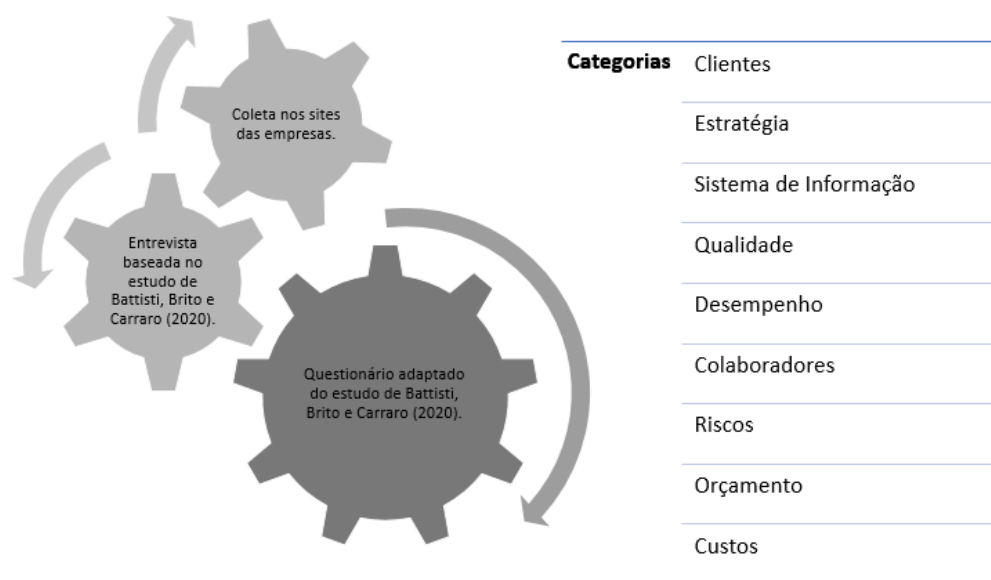 Coleta nos sites
das empresas.
Entrevista
baseada no
estudo de
Battisti, Brito e
Carraro (2020).
Questionário adaptado
do estudo de Battisti,
Brito e Carraro (2020).
Categorias
Clientes
Estratégia
Sistema de Informação
Qualidade
Desempenho
Colaboradores
Riscos
Orçamento
Custos